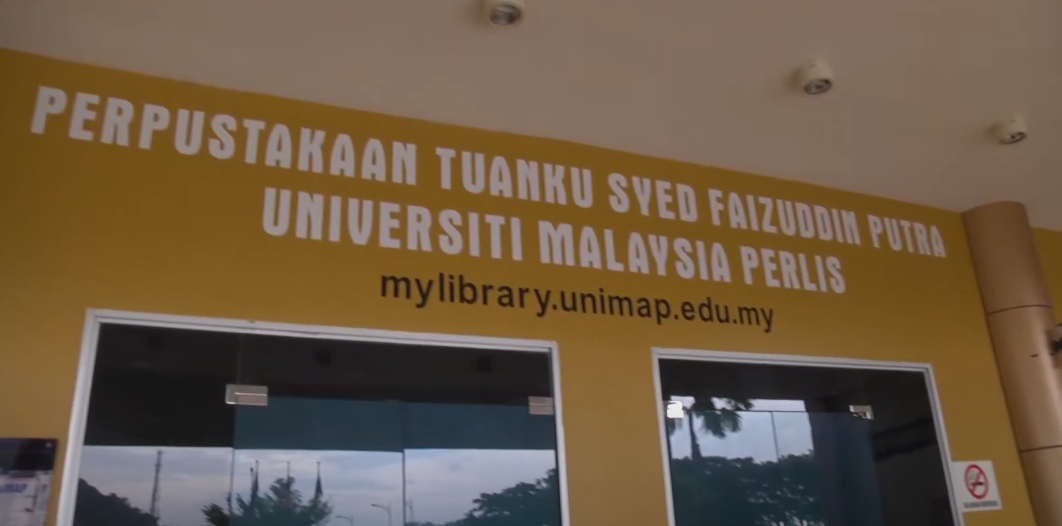 PERPUSTAKAAN TUANKU SYED FAIZUDDIN PUTRA
UNIVERSITI MALAYSIA PERLIS
mylibrary.unimap.edu.my